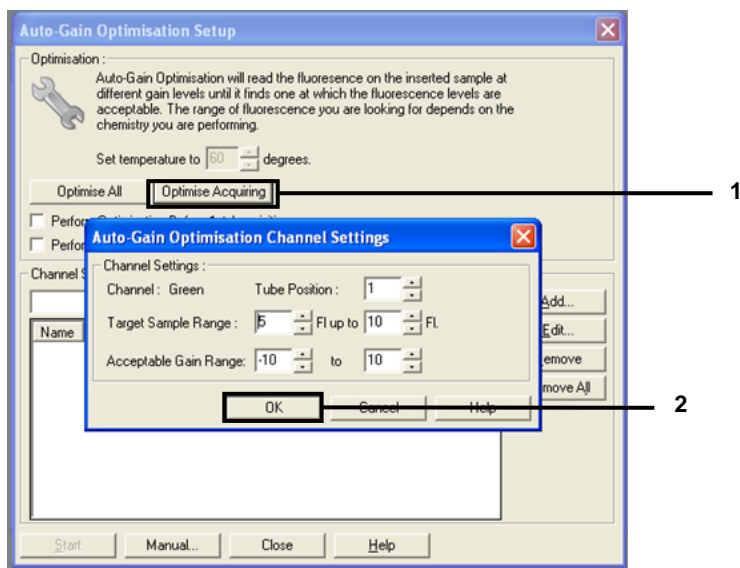 Auto-Gain Optimisation Setup
Optimisation :
Auto-Gain Optimisation will read the fluoresence on the inserted sample at
different gain levels until it finds one at which the fluorescence levels are
acceptable. The range of fluorescence you are looking for depends on the
chemistry you are performing.
Set temperature to 60 degrees.
Optimise All Optimise Acquiring
1
Auto-Gain Optimisation Channel Settings
Channel Settings :
Channel : Green Tube Position : 1
Target Sample Range : 5 Fl up to 10 Fl.
Acceptable Gain Range: -10 to 10
OK Cancel Help
2
Name
Add...
Edit...
Start Manual... Close Help